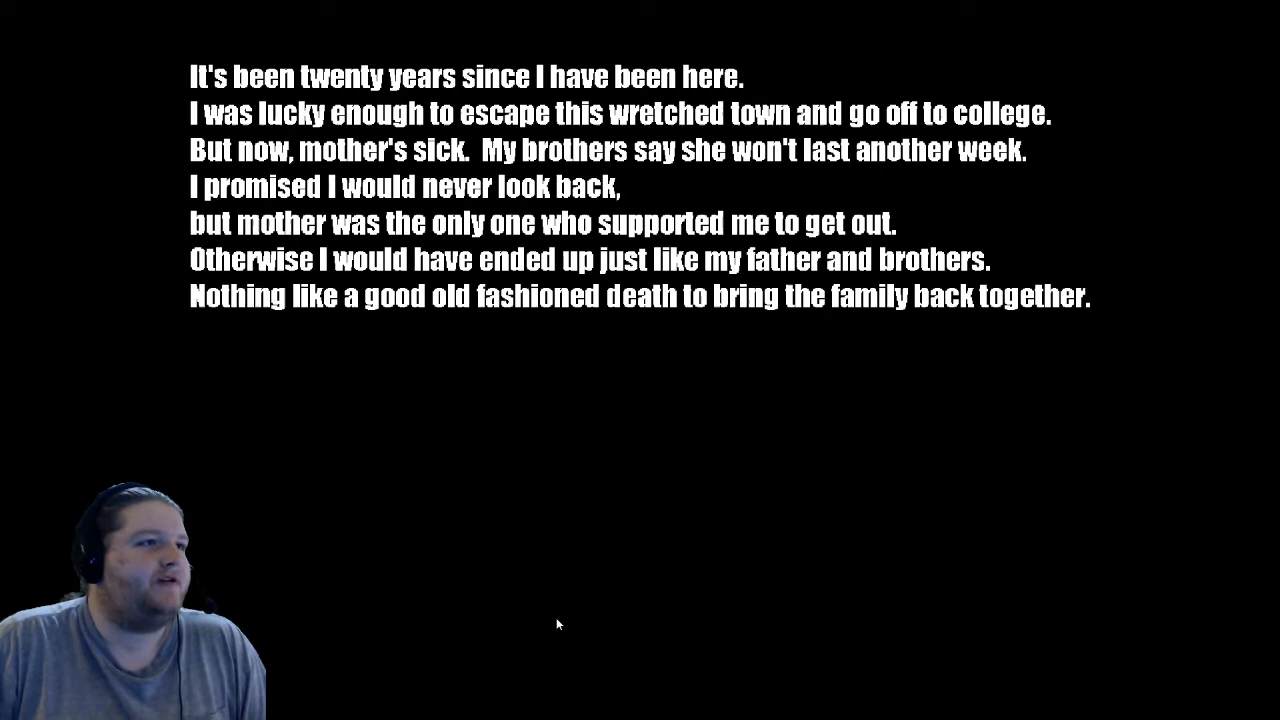 It's been twenty years since I have been here.
I was lucky enough to escape this wretched town and go off to college.
But now, mother's sick.  My brothers say she won't last another week.
I promised I would never look back,
but mother was the only one who supported me to get out.
Otherwise I would have ended up just like my father and brothers.
Nothing like a good old fashioned death to bring the family back together.